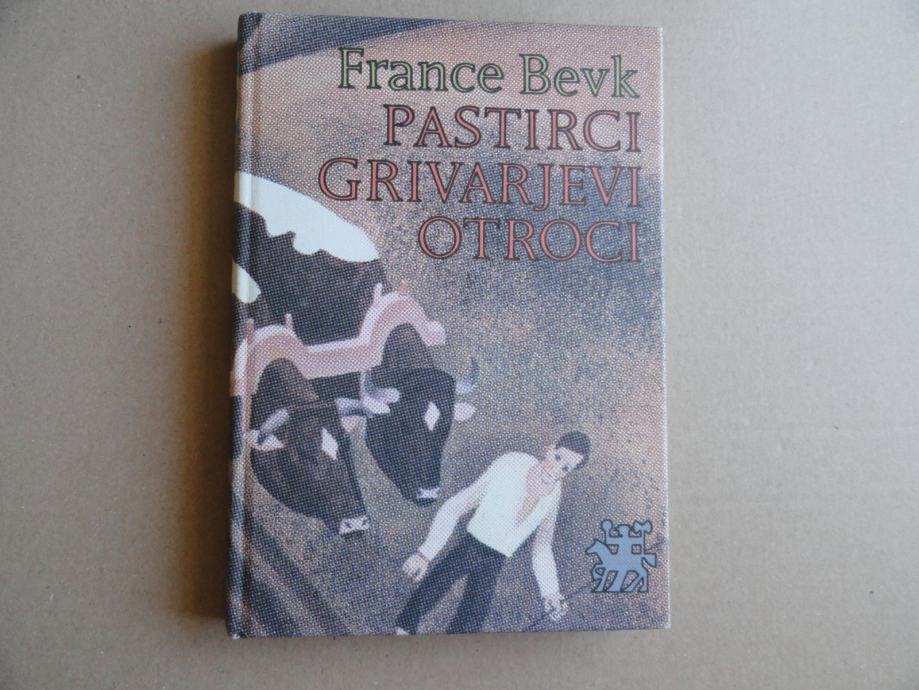 France Bevk
PASTIRCI
GRIVARJEVI
OTROCI